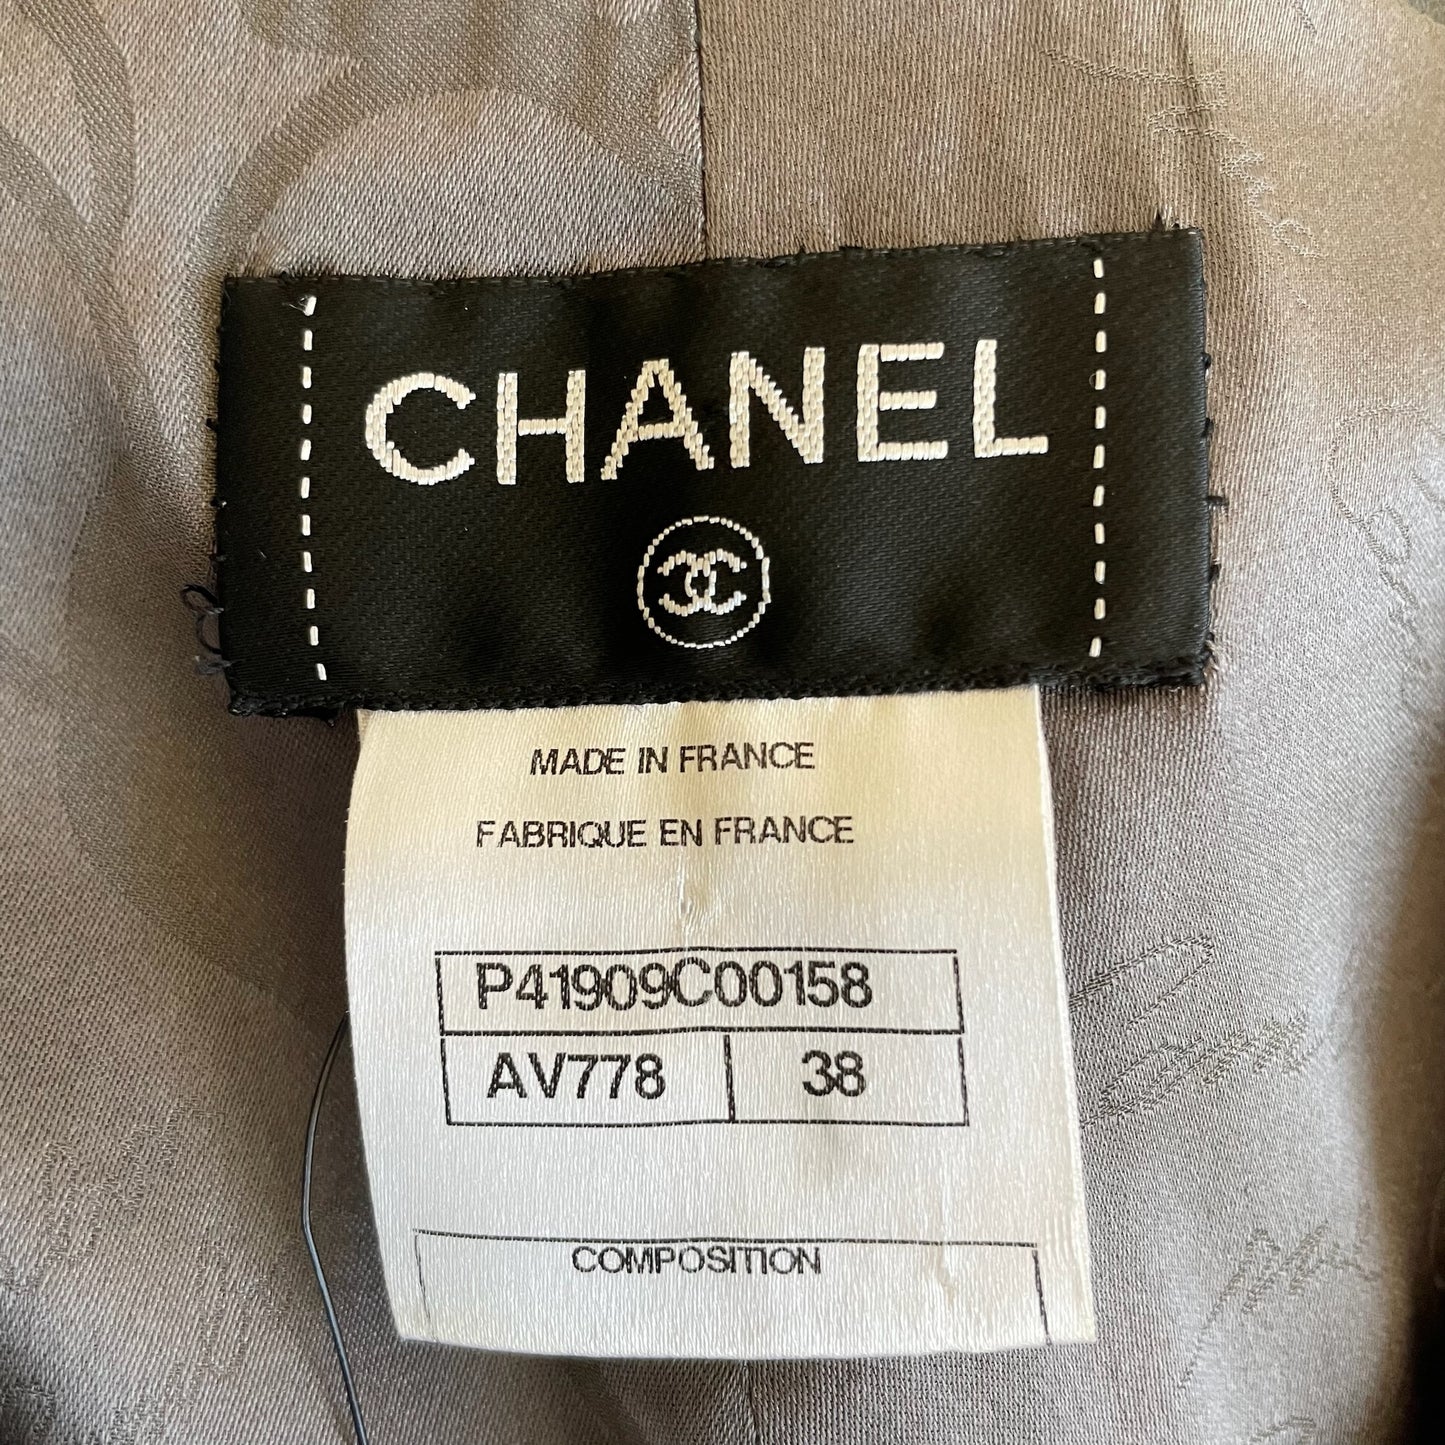 CHANEL
MADE IN FRANCE
FABRIQUE EN FRANCE
P41909C00158
AV778 38
COMPOSITION